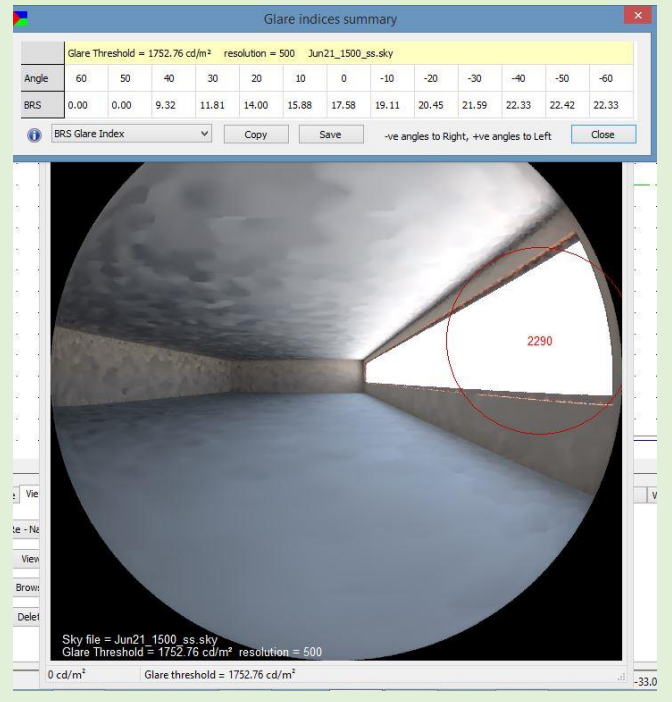 Glare indices summary
Glare Threshold = 1752.76 cd/m² resolution = 500 Jun21_1500_ss.sky
Angle 60 50 40 30 20 10 0 -10 -20 -30 -40 -50 -60
BRS 0.00 0.00 9.32 11.81 14.00 15.88 17.58 19.11 20.45 21.59 22.33 22.42 22.33
BRS Glare Index Copy Save -ve angles to Right, +ve angles to Left Close
2290
Vie
View
Brows
Delet
Sky file = Jun21_1500_ss.sky
Glare Threshold = 1752.76 cd/m² resolution = 500
0 cd/m² Glare threshold = 1752.76 cd/m²
-33.0